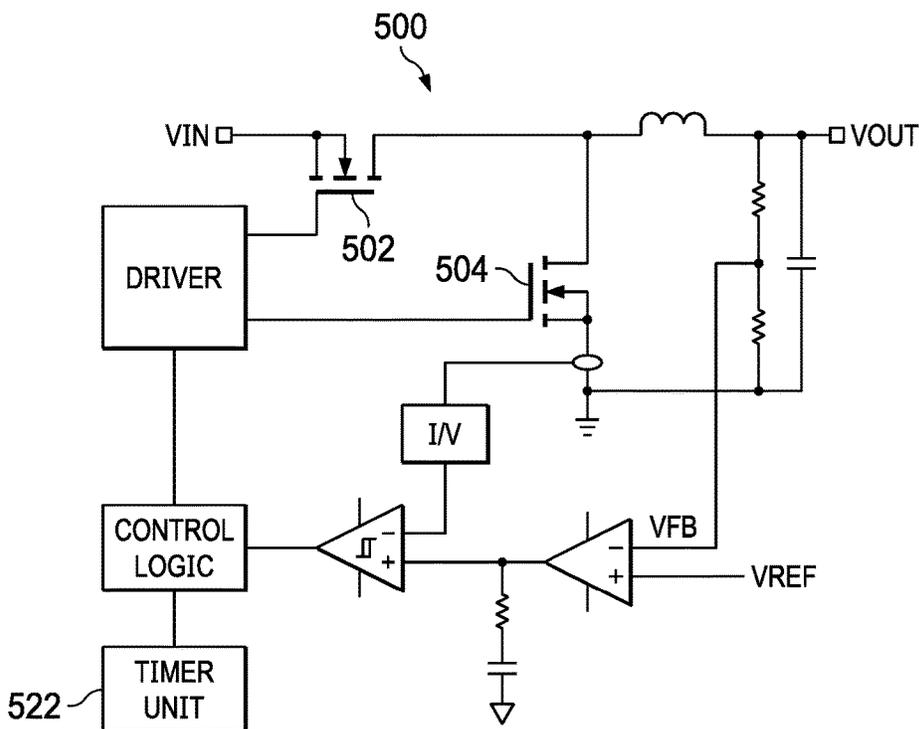 500
VIN
VOUT
502
DRIVER
504
I/V
CONTROL
LOGIC
-
+
VFB
-
+
VREF
TIMER
UNIT
522